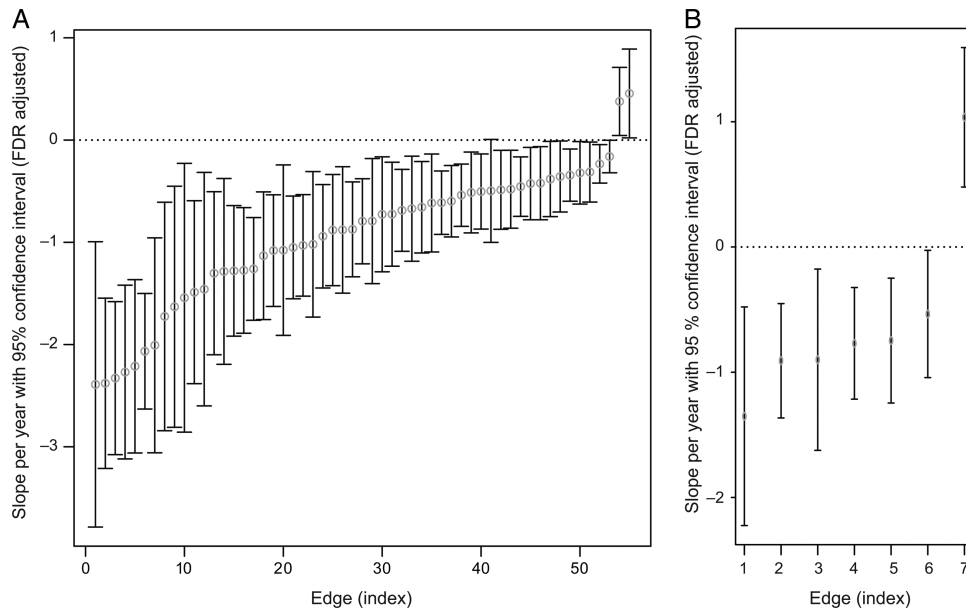 A
Slope per year with 95% confidence interval (FDR adjusted)
1
0
−1
−2
−3
0 10 20 30 40 50
Edge (index)
B
Slope per year with 95 % confidence interval (FDR adjusted)
1
0
−1
−2
1 2 3 4 5 6 7
Edge (index)